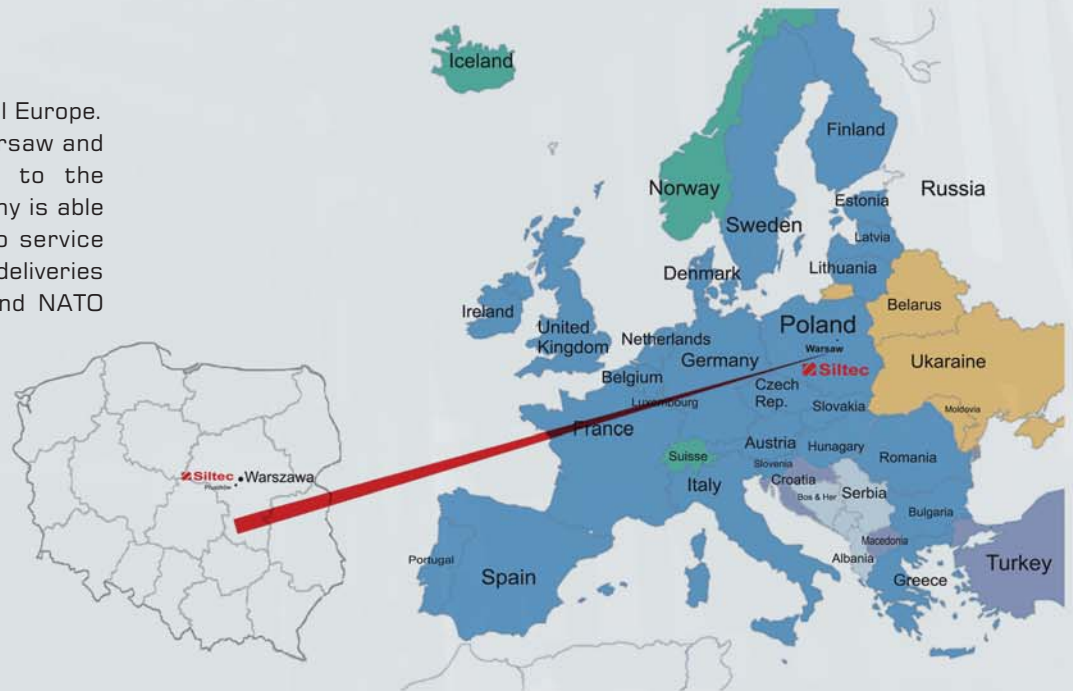 l Europe.
rsaw and
to the
ny is able
o service
deliveries
nd NATO
Siltec
Warszawa
Iceland
Finland
Norway
Russia
Sweden
Estonia
Latvia
Denmark
Lithuania
Ireland
United
Kingdom
Netherlands
Belarus
Poland
Warsaw
Siltec
Germany
Belgium
Luxembourg
Czech
Rep.
Ukaraine
Slovakia
Moldovia
France
Suisse
Austria
Hunagary
Romania
Slovenia
Croatia
Italy
Bos & Her
Serbia
Bulgaria
Macedonia
Albania
Portugal
Spain
Greece
Turkey